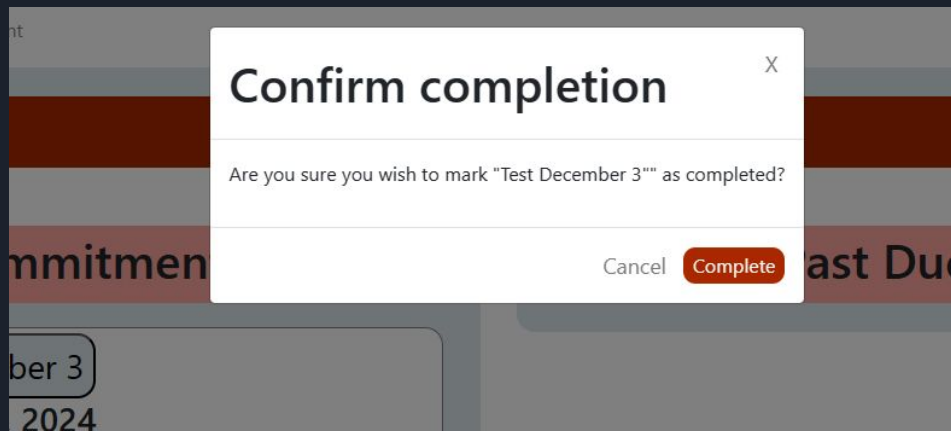 nt
Confirm completion
X
Are you sure you wish to mark "Test December 3"" as completed?
Cancel
Complete
mmitmen
ast Du
ber 3
2024